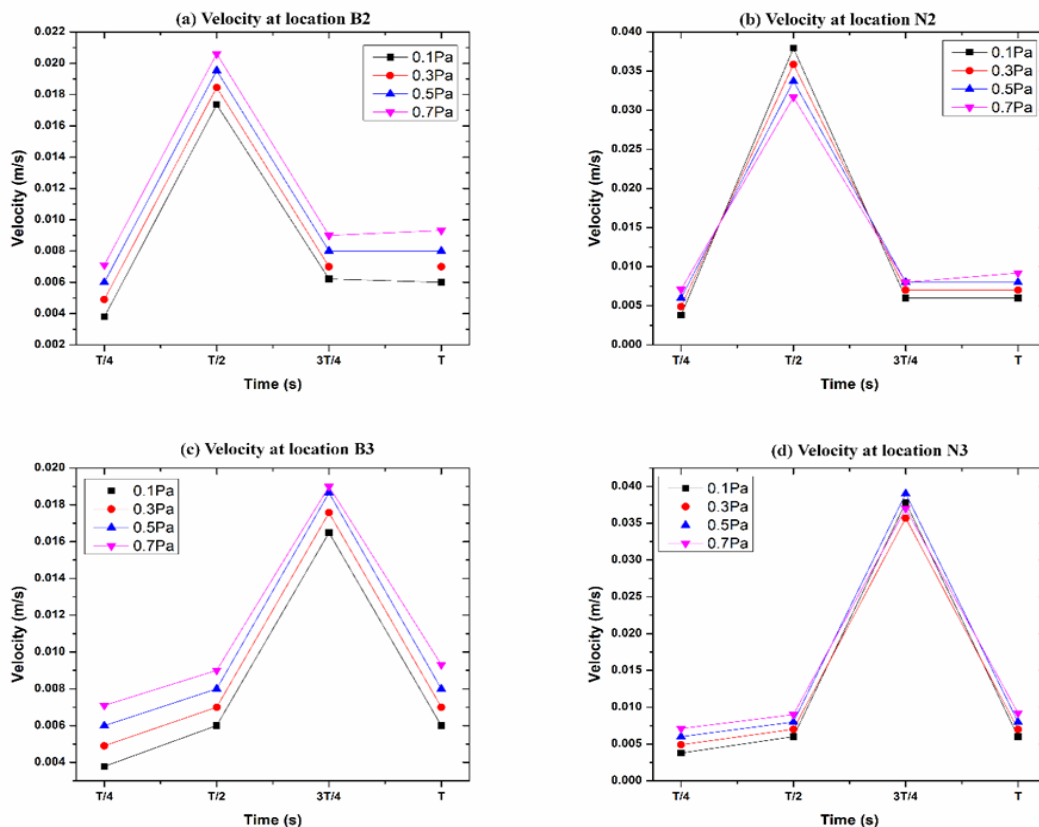 (a) Velocity at location B2
0.022
0.020
0.018
0.016
0.014
0.012
0.010
0.008
0.006
0.004
0.002
Velocity (m/s)
0.1Pa
0.3Pa
0.5Pa
0.7Pa
T/4 T/2 3T/4 T
Time (s)
(b) Velocity at location N2
0.040
0.035
0.030
0.025
0.020
0.015
0.010
0.005
0.000
Velocity (m/s)
0.1Pa
0.3Pa
0.5Pa
0.7Pa
T/4 T/2 3T/4 T
Time (s)
(c) Velocity at location B3
0.020
0.018
0.016
0.014
0.012
0.010
0.008
0.006
0.004
Velocity (m/s)
0.1Pa
0.3Pa
0.5Pa
0.7Pa
T/4 T/2 3T/4 T
Time (s)
(d) Velocity at location N3
0.040
0.035
0.030
0.025
0.020
0.015
0.010
0.005
0.000
Velocity (m/s)
0.1Pa
0.3Pa
0.5Pa
0.7Pa
T/4 T/2 3T/4 T
Time (s)